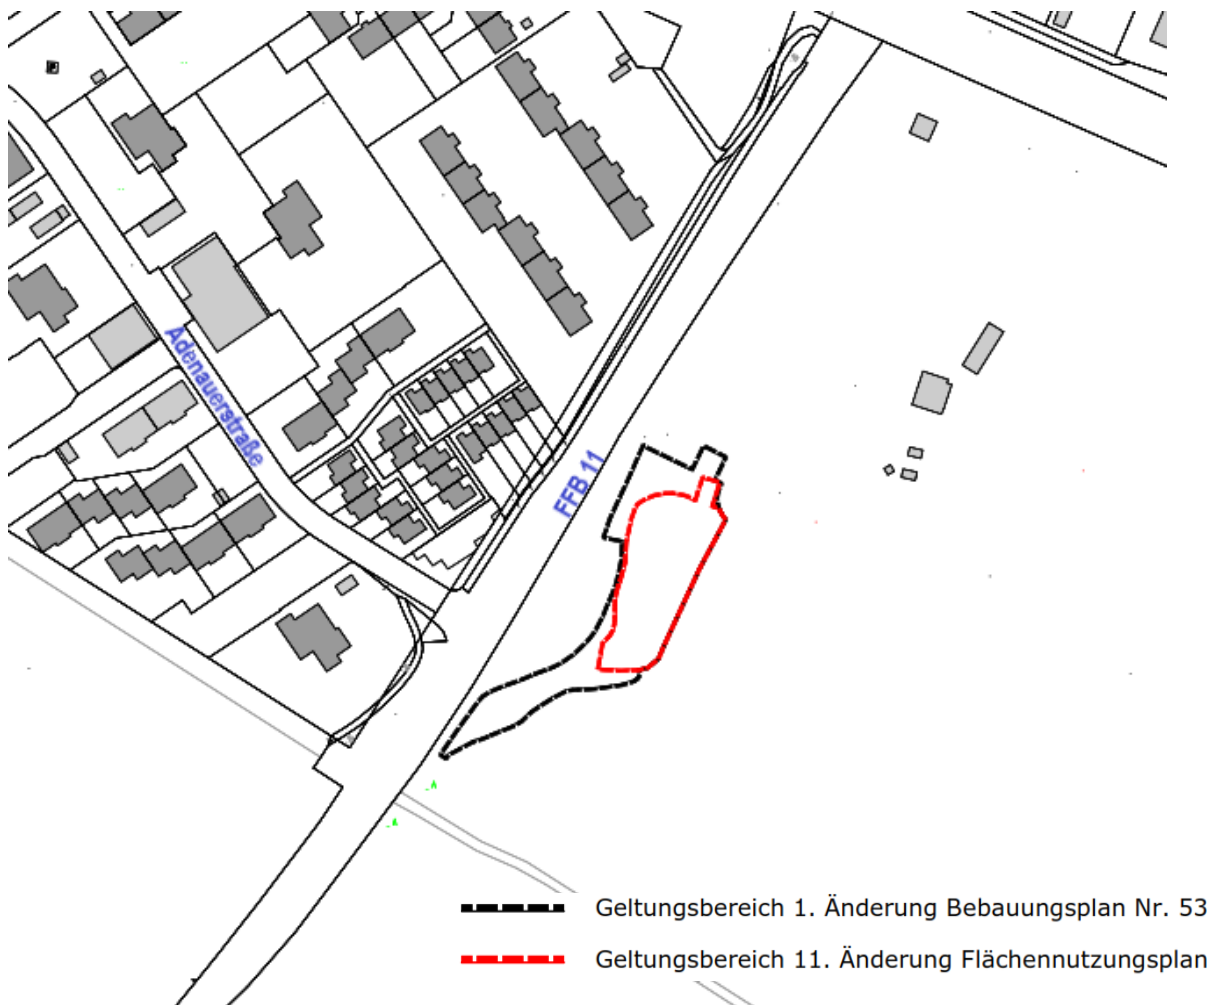 Adenauerstraße
FFB 11
Geltungsbereich 1. Änderung Bebauungsplan Nr. 53
Geltungsbereich 11. Änderung Flächennutzungsplan